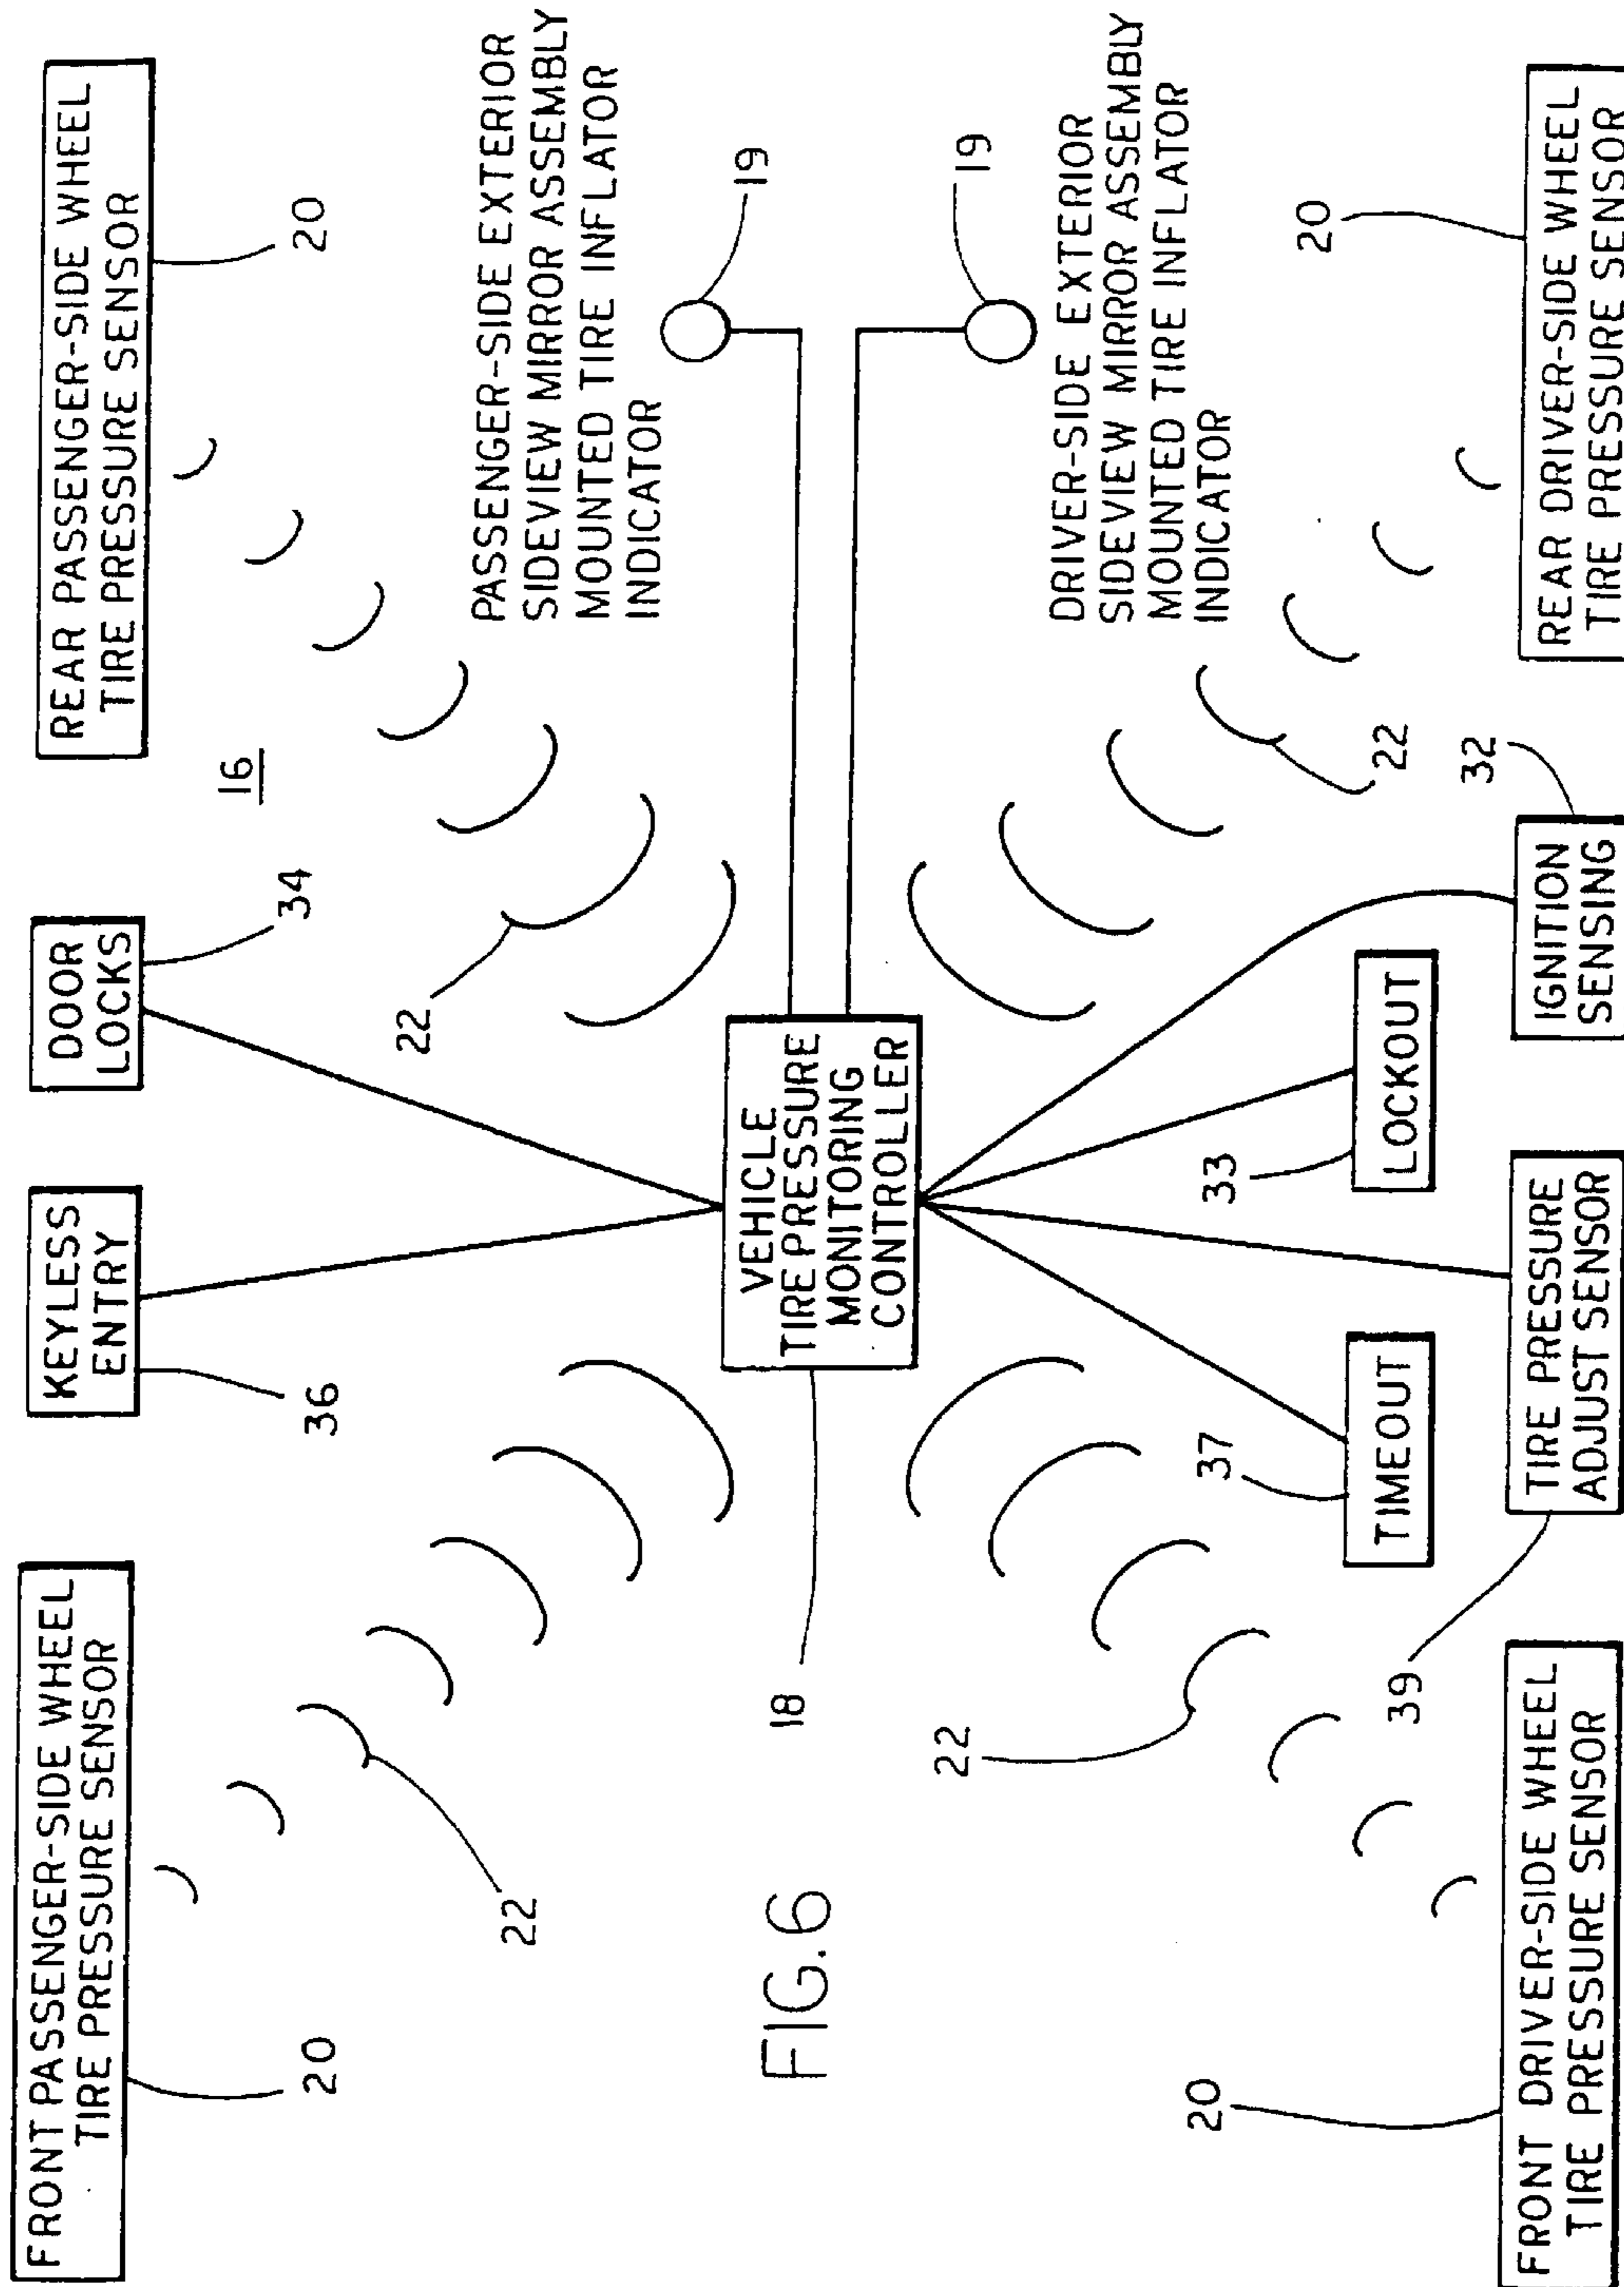 FRONT PASSENGER-SIDE WHEEL
TIRE PRESSURE SENSOR
20
22
KEYLESS
ENTRY
36
DOOR
LOCKS
34
22
16
REAR PASSENGER-SIDE WHEEL
TIRE PRESSURE SENSOR
20
PASSENGER-SIDE EXTERIOR
SIDEVIEW MIRROR ASSEMBLY
MOUNTED TIRE INFLATOR
INDICATOR
19
FIG.6
18
VEHICLE
TIRE PRESSURE
MONITORING
CONTROLLER
19
DRIVER-SIDE EXTERIOR
SIDEVIEW MIRROR ASSEMBLY
MOUNTED TIRE INFLATOR
INDICATOR
22
22
20
FRONT DRIVER-SIDE WHEEL
TIRE PRESSURE SENSOR
37
TIMEOUT
39
TIRE PRESSURE
ADJUST SENSOR
33
LOCKOUT
32
IGNITION
SENSING
20
REAR DRIVER-SIDE WHEEL
TIRE PRESSURE SENSOR